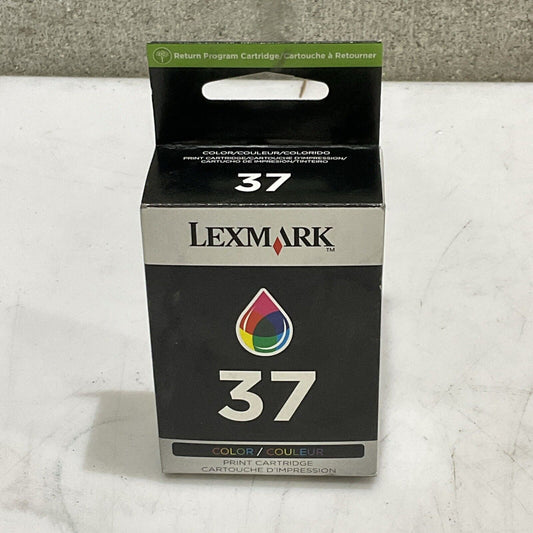 Return Program Cartridge/Cartouche à Retourner
COLOR/COULEUR/COLORIDO
PRINT CARTRIDGE/CARTOUCHE D'IMPRESSION/
CARTUCHO DE IMPRESIÓN/TINTEIRO
37
LEXMARK™
37
COLOR / COULEUR
PRINT CARTRIDGE
CARTOUCHE D'IMPRESSION